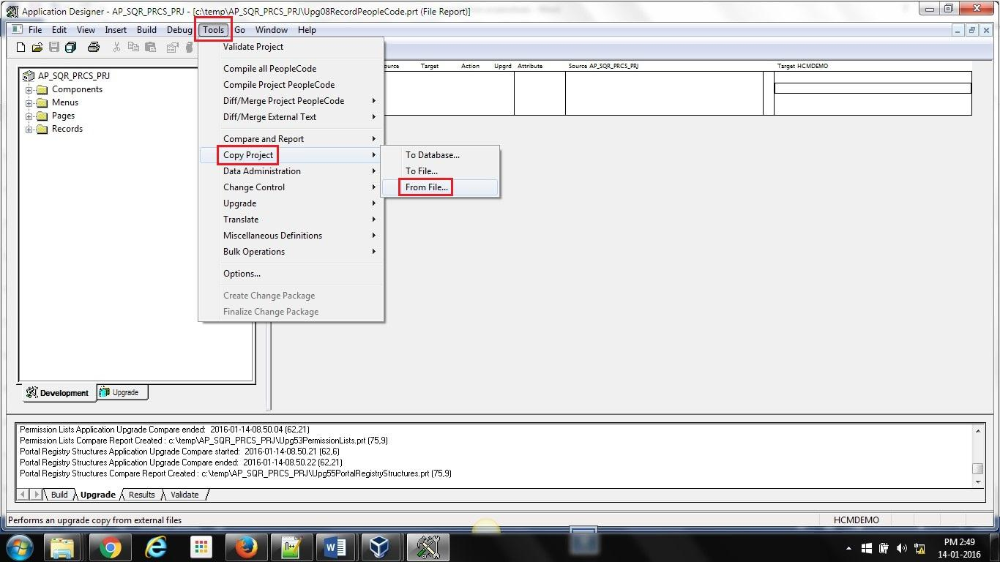 Application Designer - AP_SQR_PRCS_PRJ - [c:\temp\AP_SQR_PRCS_PRJ\Upg08RecordPeopleCode.prt (File Report)]
File Edit View Insert Build Debug Tools Go Window Help
Validate Project
Compile all PeopleCode
Compile Project PeopleCode
Diff/Merge Project PeopleCode
Diff/Merge External Text
Compare and Report
Copy Project
Data Administration
Change Control
Upgrade
Translate
Miscellaneous Definitions
Bulk Operations
Options...
Create Change Package
Finalize Change Package
To Database...
To File...
From File...
AP_SQR_PRCS_PRJ
Components
Menus
Pages
Records
ource Target Action Upgrd Attribute Source AP_SQR_PRCS_PRJ Target HCMDEMO
Development Upgrade
Permission Lists Application Upgrade Compare ended: 2016-01-14-08.50.04 (62,21)
Permission Lists Compare Report Created : c:\temp\AP_SQR_PRCS_PRJ\Upg53PermissionLists.prt (75,9)
Portal Registry Structures Application Upgrade Compare started: 2016-01-14-08.50.21 (62,6)
Portal Registry Structures Application Upgrade Compare ended: 2016-01-14-08.50.22 (62,21)
Portal Registry Structures Compare Report Created : c:\temp\AP_SQR_PRCS_PRJ\Upg55PortalRegistryStructures.prt (75,9)
Build Upgrade Results Validate
Performs an upgrade copy from external files HCMDEMO
PM 2:49
14-01-2016